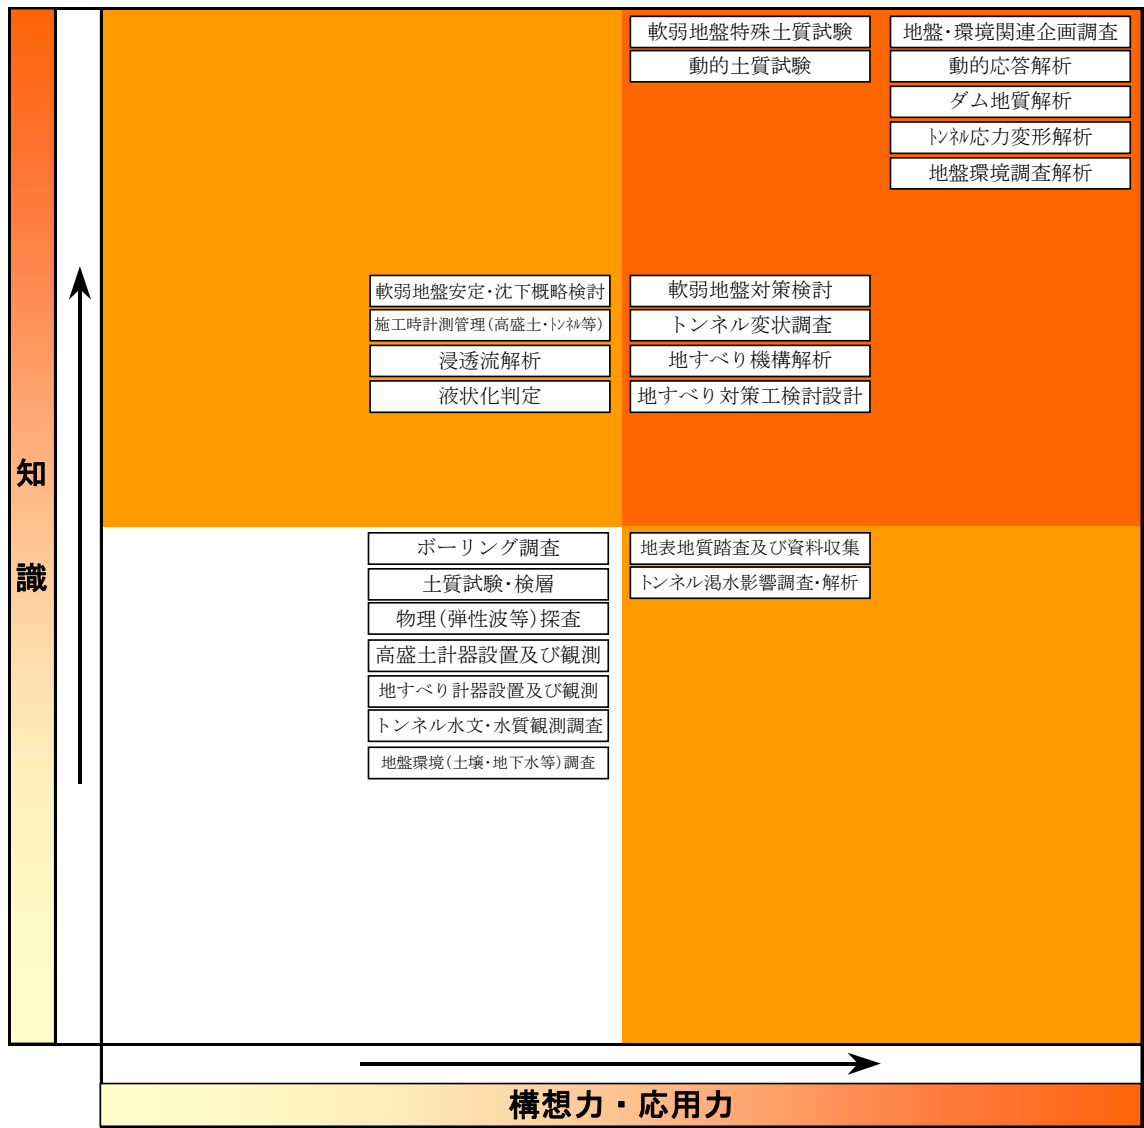 軟弱地盤特殊土質試験
動的土質試験
地盤・環境関連企画調査
動的応答解析
ダム地質解析
ﾄﾝﾈﾙ応力変形解析
地盤環境調査解析
軟弱地盤安定・沈下概略検討
施工時計測管理(高盛土・ﾄﾝﾈﾙ等)
浸透流解析
液状化判定
軟弱地盤対策検討
トンネル変状調査
地すべり機構解析
地すべり対策工検討設計
知
識
ボーリング調査
土質試験・検層
物理(弾性波等)探査
高盛土計器設置及び観測
地すべり計器設置及び観測
トンネル水文・水質観測調査
地盤環境(土壌・地下水等)調査
地表地質踏査及び資料収集
トンネル渇水影響調査・解析
構想力・応用力